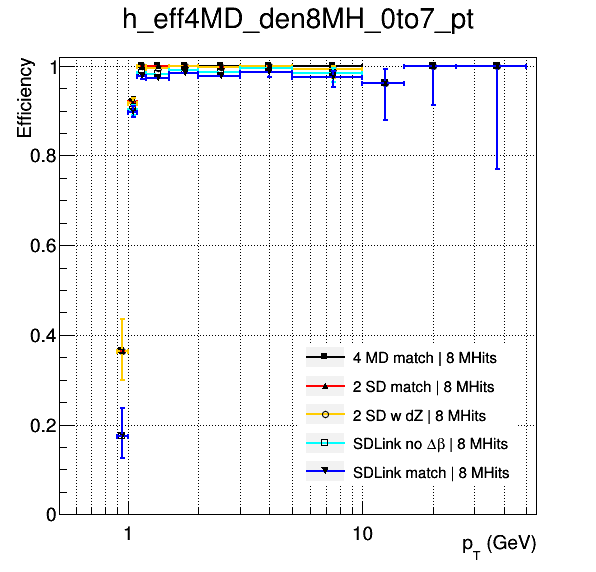 h_eff4MD_den8MH_0to7_pt
Efficiency
1
0.8
0.6
0.4
0.2
0
4 MD match | 8 MHits
2 SD match | 8 MHits
2 SD w dZ | 8 MHits
SDLink no Δβ | 8 MHits
SDLink match | 8 MHits
1
10
p_T (GeV)